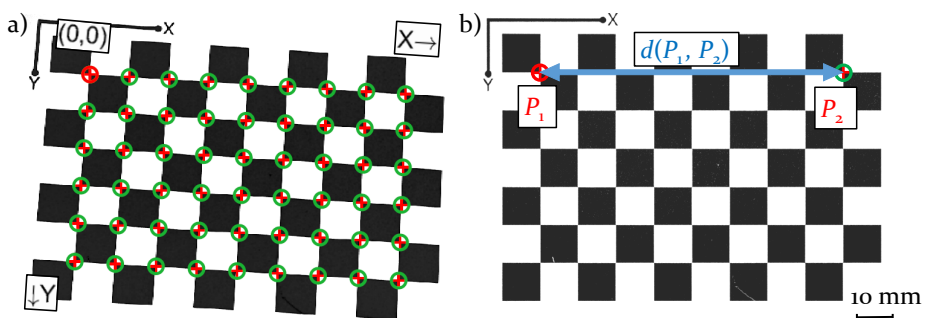 a)
(0,0)
X
X→
Y
↓Y
b)
X
Y
d(P₁, P₂)
P₁
P₂
10 mm